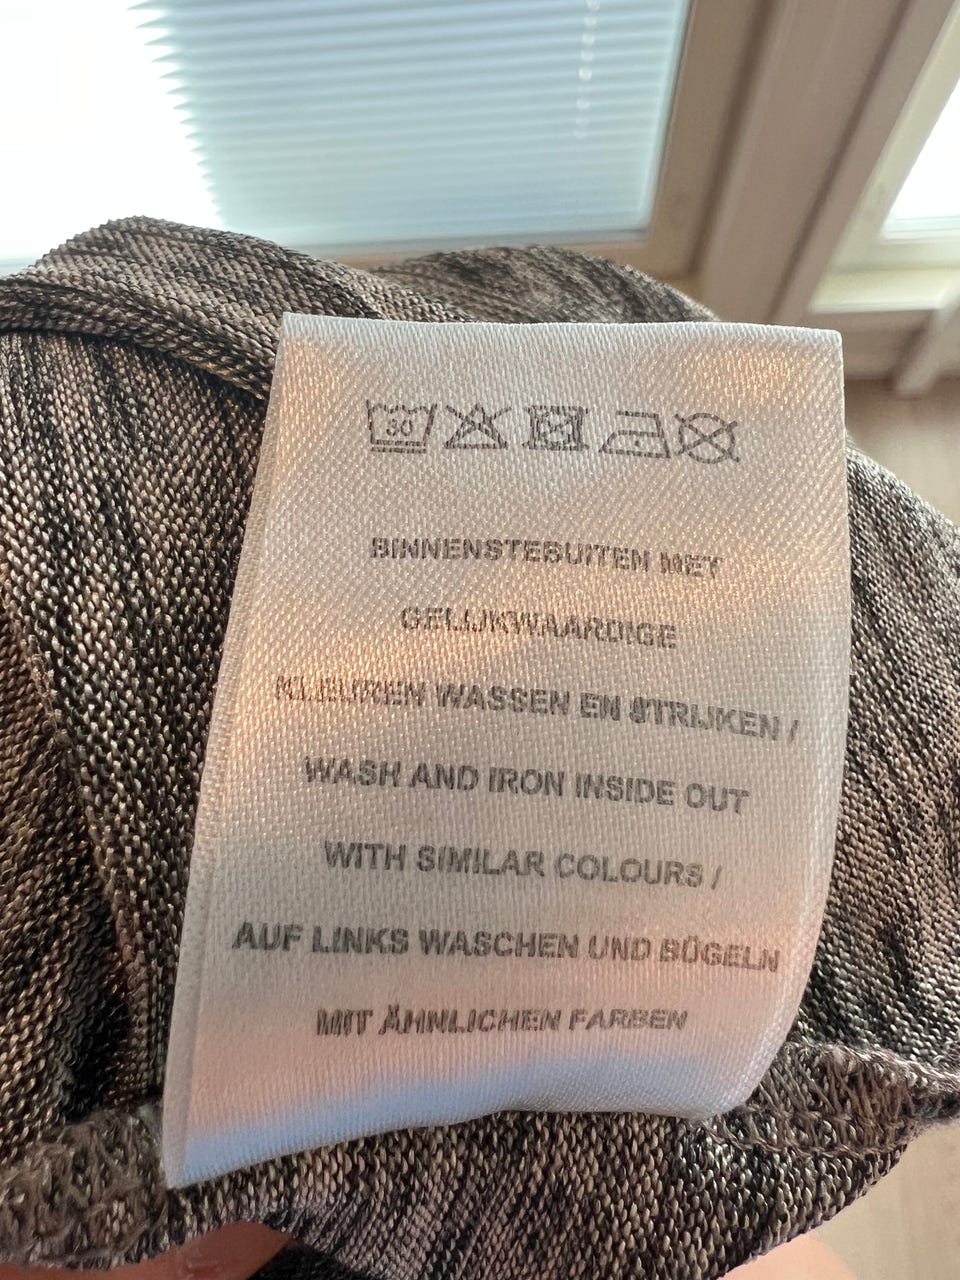 30
BINNENSTEBUITEN MET
GELIJKWAARDIGE
KLEUREN WASSEN EN STRIJKEN /
WASH AND IRON INSIDE OUT
WITH SIMILAR COLOURS /
AUF LINKS WASCHEN UND BÜGELN
MIT ÄHNLICHEN FARBEN